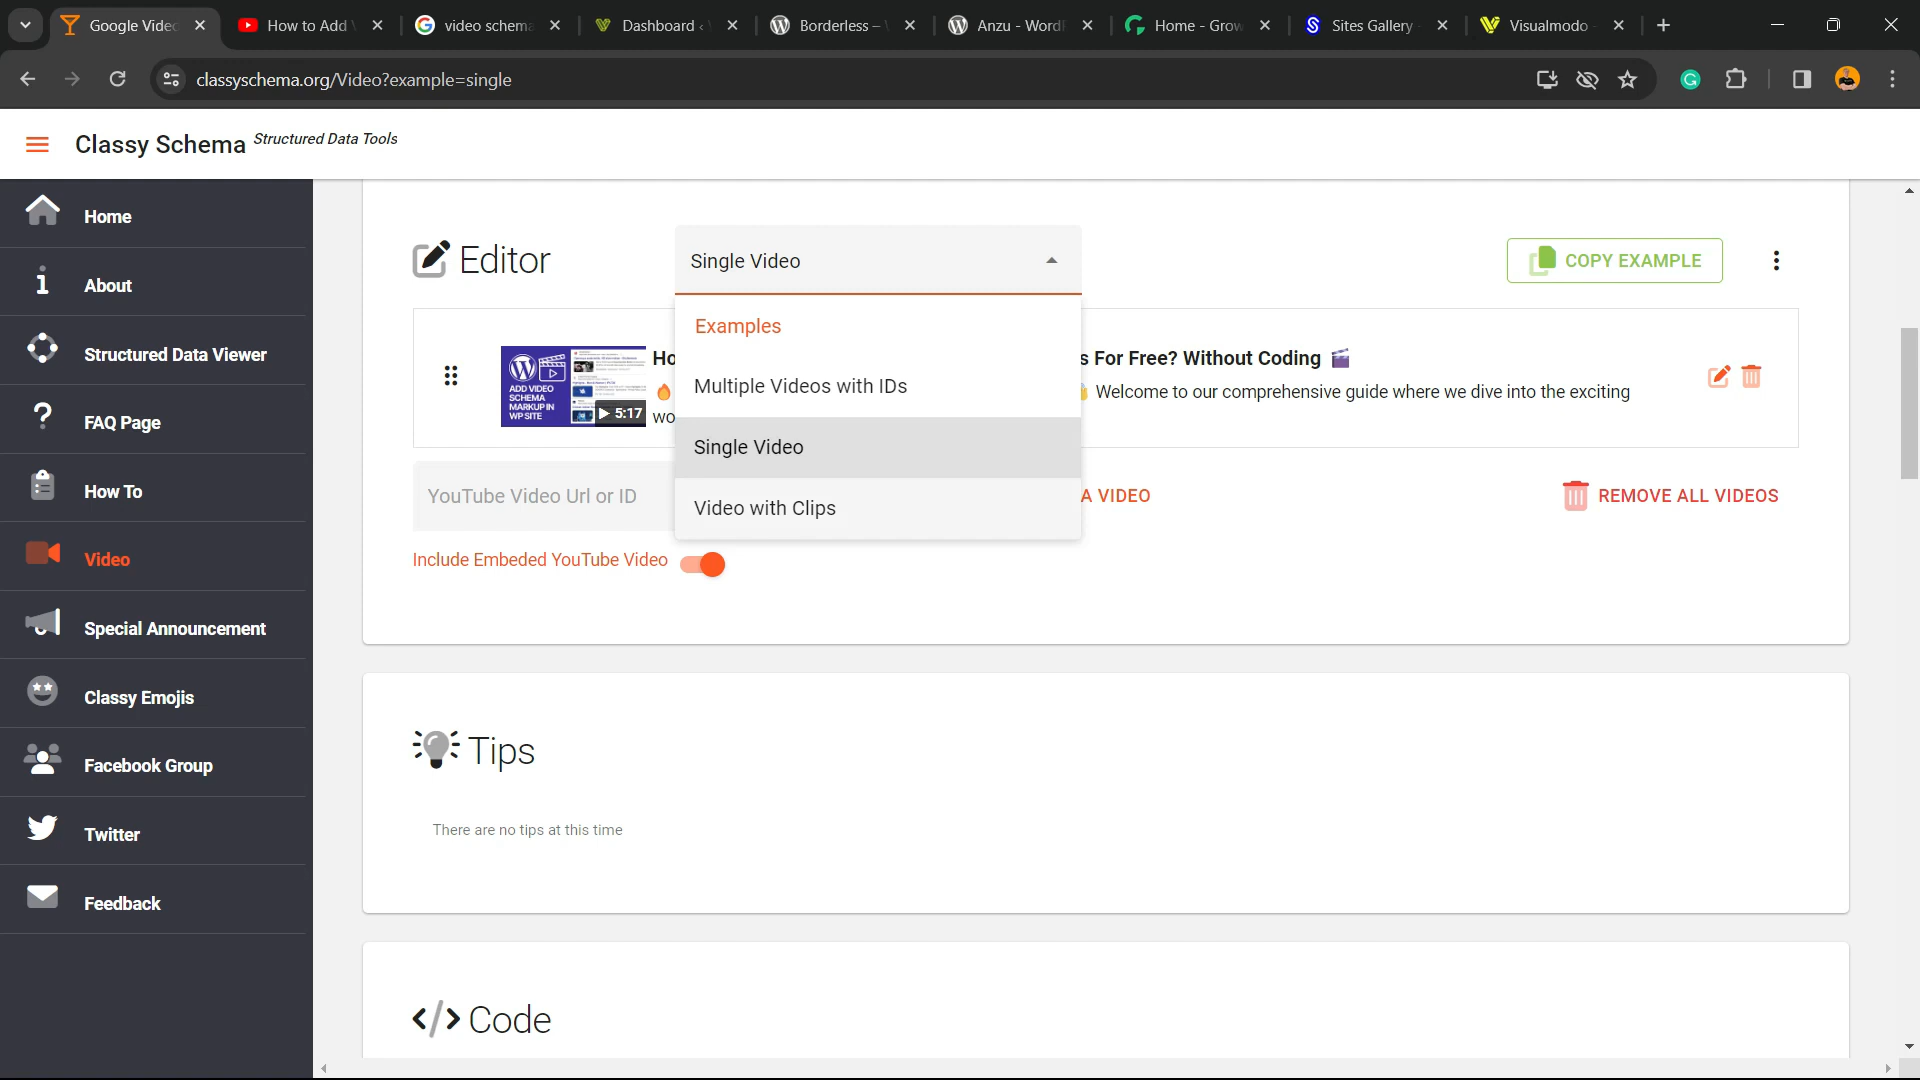 Google Video
How to Add
video schema
Dashboard ‹
Borderless –
Anzu - WordP
Home - Grow
Sites Gallery
Visualmodo
classyschema.org/Video?example=single
Classy Schema Structured Data Tools
Home
About
Structured Data Viewer
FAQ Page
How To
Video
Special Announcement
Classy Emojis
Facebook Group
Twitter
Feedback
Editor
Single Video
COPY EXAMPLE
Examples
Multiple Videos with IDs
Single Video
Video with Clips
ADD VIDEO
SCHEMA
MARKUP IN
WP SITE
5:17
Ho
s For Free? Without Coding 🎬
🔥
Welcome to our comprehensive guide where we dive into the exciting
wo
YouTube Video Url or ID
A VIDEO
REMOVE ALL VIDEOS
Include Embeded YouTube Video
Tips
There are no tips at this time
</> Code